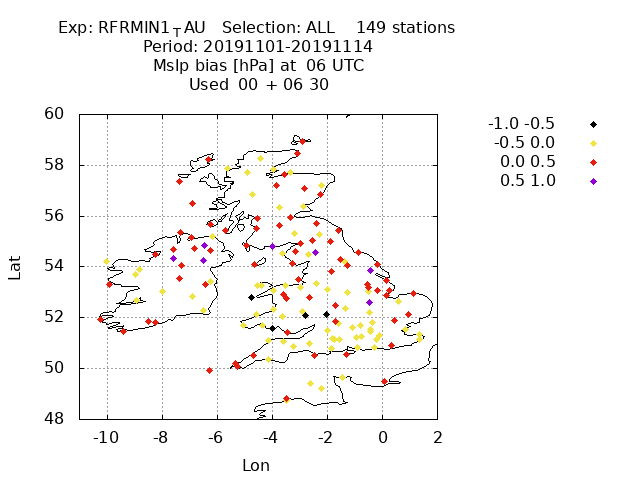 Exp: RFRMIN1TAU Selection: ALL 149 stations
Period: 20191101-20191114
Mslp bias [hPa] at 06 UTC
Used 00 + 06 30
-1.0 -0.5
-0.5 0.0
0.0 0.5
0.5 1.0
60
58
56
54
52
50
48
Lat
-10 -8 -6 -4 -2 0 2
Lon